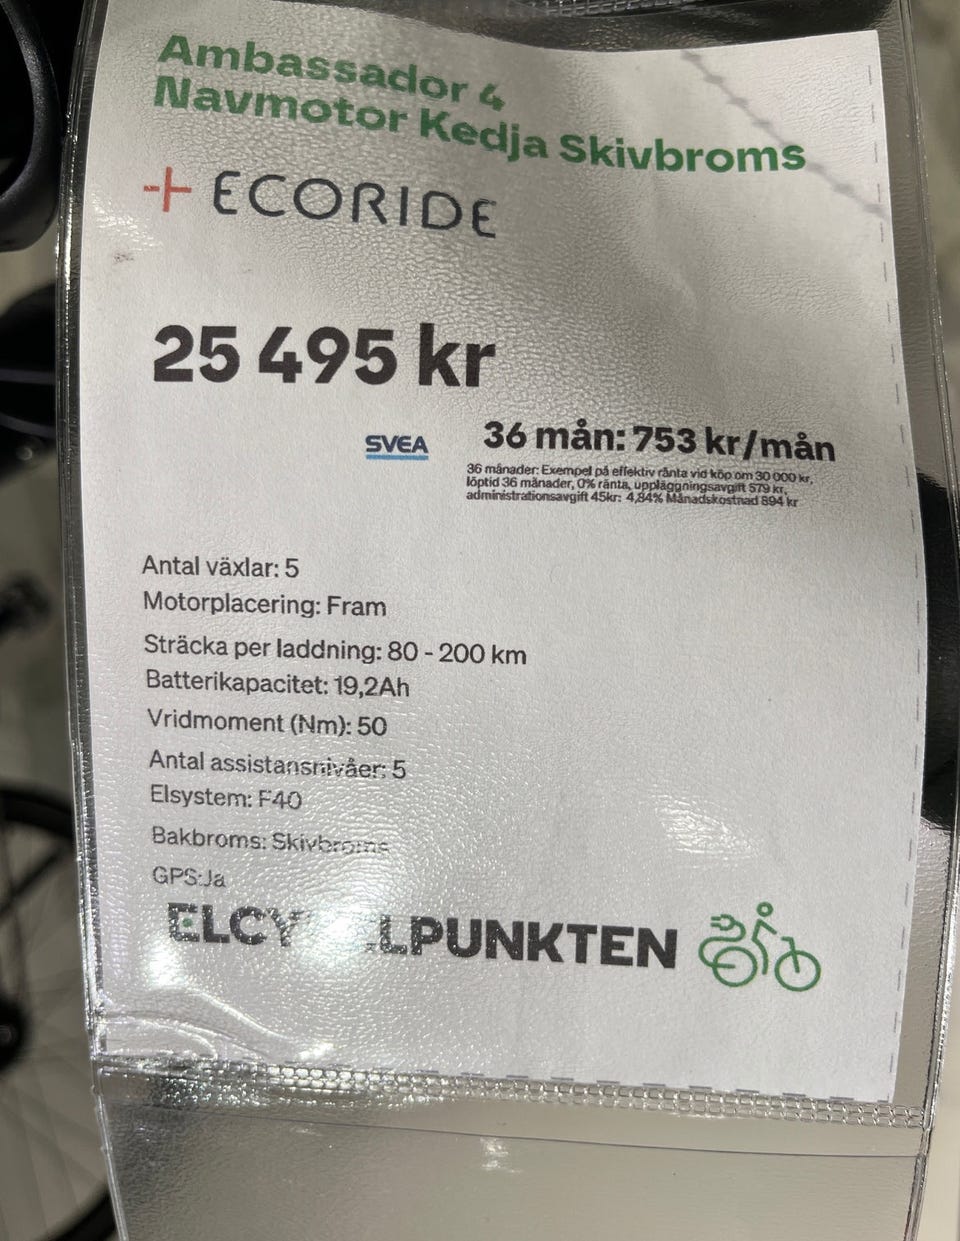 Ambassador 4
Navmotor Kedja Skivbroms
ECORIDE
25 495 kr
SVEA
36 mån: 753 kr/mån
36 månader: Exempel på effektiv ränta vid köp om 30 000 kr,
löptid 36 månader, 0% ränta, uppläggningsavgift 579 kr,
administrationsavgift 45kr: 4,84% Månadskostnad 894 kr
Antal växlar: 5
Motorplacering: Fram
Sträcka per laddning: 80 - 200 km
Batterikapacitet: 19,2Ah
Vridmoment (Nm): 50
Antal assistansnivåer: 5
Elsystem: F40
Bakbroms: Skivbroms
GPS:Ja
ELCYKELPUNKTEN